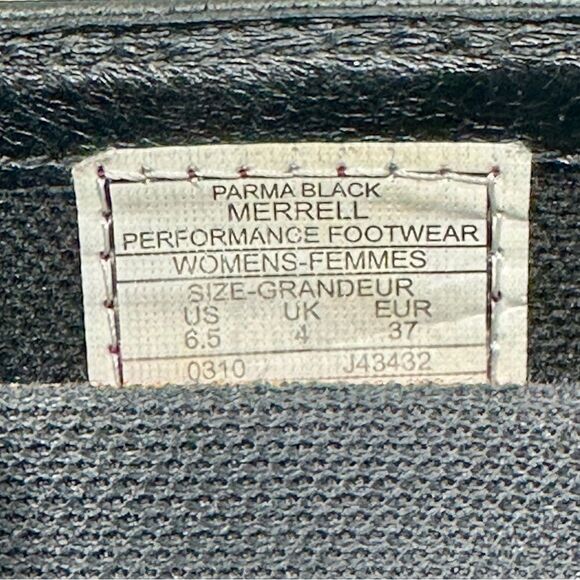 PARMA BLACK
MERRELL
PERFORMANCE FOOTWEAR
WOMENS-FEMMES
SIZE-GRANDEUR
US UK EUR
6.5 4 37
0310 J43432